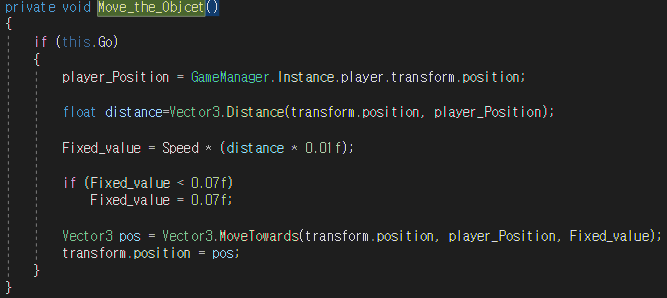 private void Move_the_Objcet()
{
if (this.Go)
{
player_Position = GameManager.Instance.player.transform.position;
float distance=Vector3.Distance(transform.position, player_Position);
Fixed_value = Speed * (distance * 0.01f);
if (Fixed_value < 0.07f)
Fixed_value = 0.07f;
Vector3 pos = Vector3.MoveTowards(transform.position, player_Position, Fixed_value);
transform.position = pos;
}
}